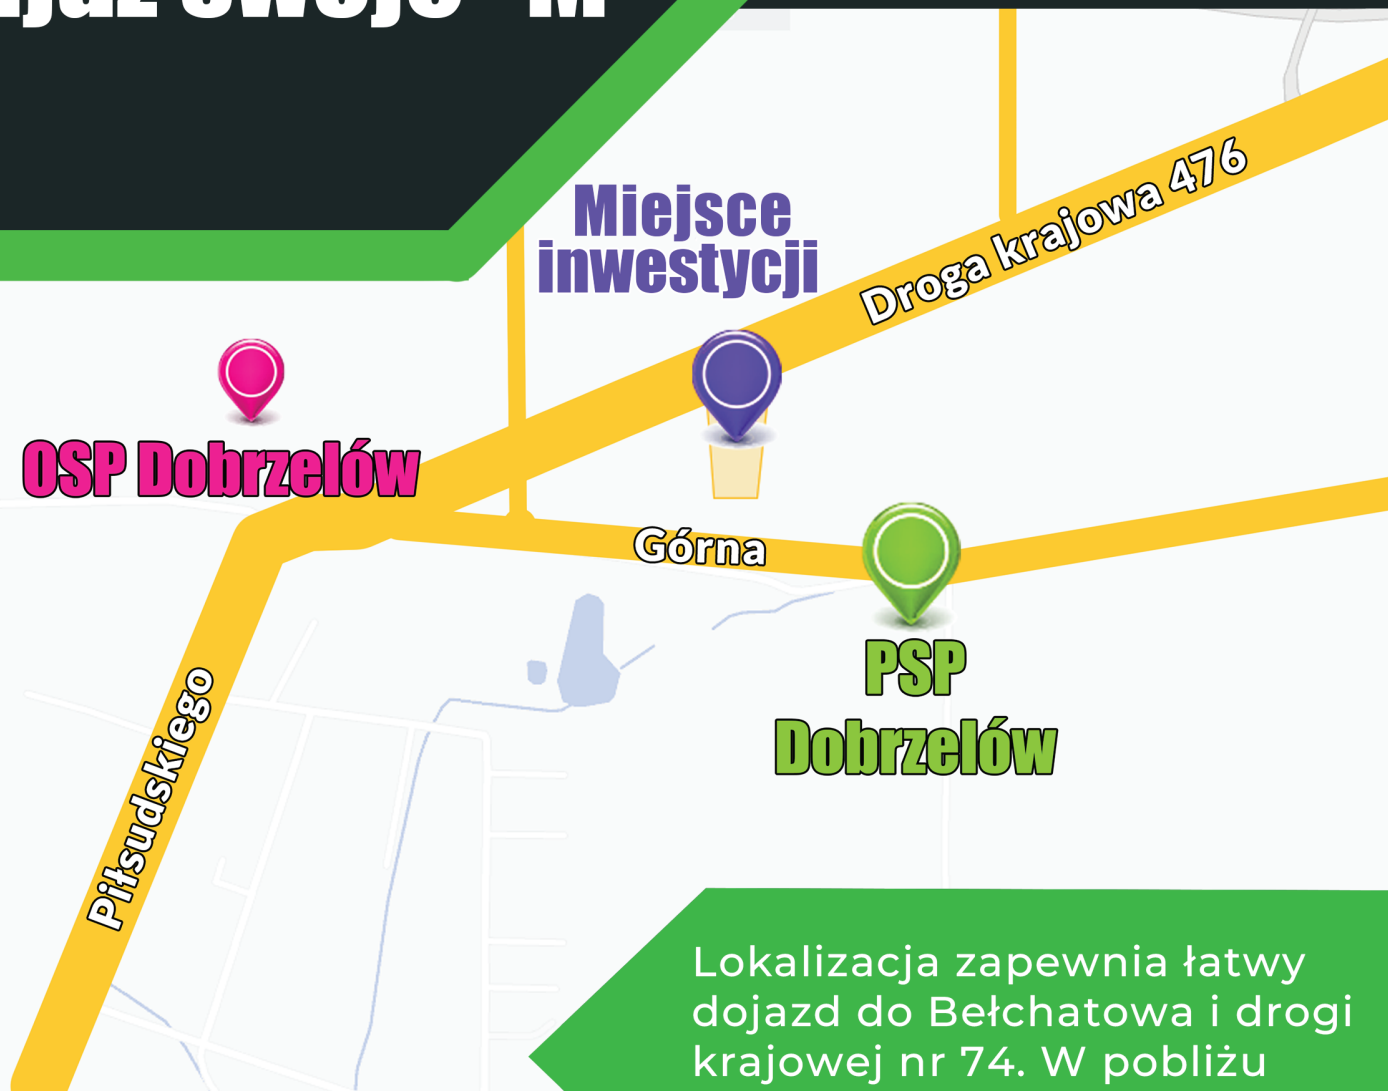 swoje "M"
Miejsce
inwestycji
Droga krajowa 476
OSP Dobrzelów
Górna
PSP
Dobrzelów
Piłsudskiego
Lokalizacja zapewnia łatwy
dojazd do Bełchatowa i drogi
krajowej nr 74. W pobliżu